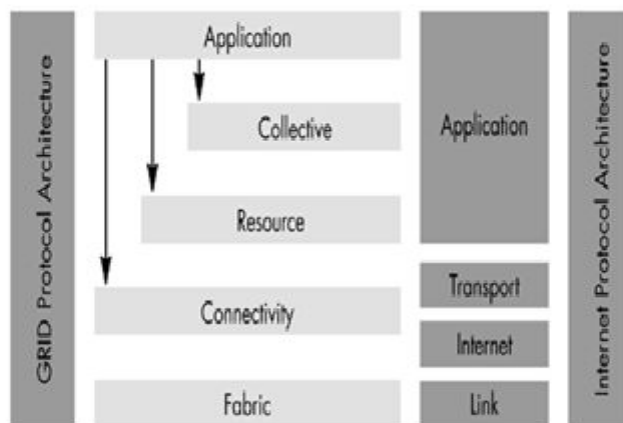 GRID Protocol Architecture
Application
Collective
Resource
Connectivity
Fabric
Application
Transport
Internet
Link
Internet Protocol Architecture